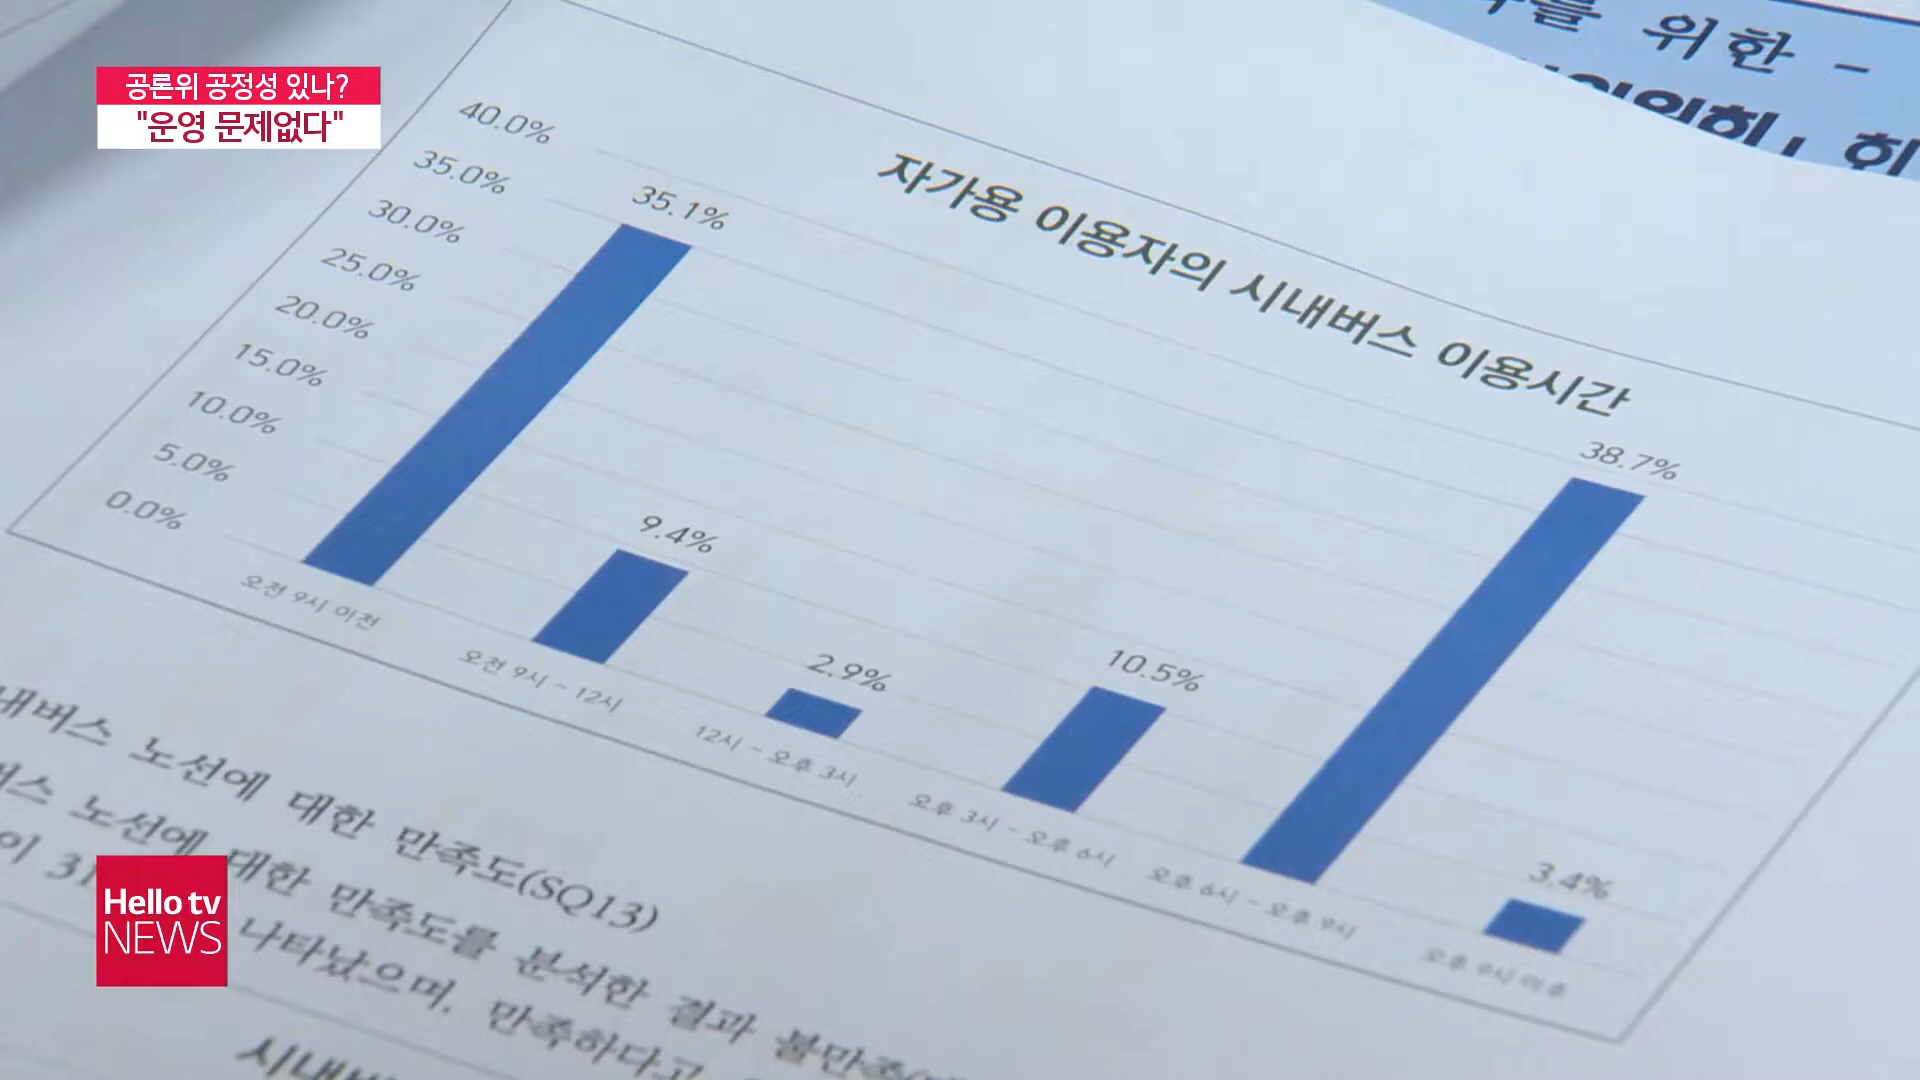 공론위 공정성 있나?
"운영 문제없다"
를 위한 -
자가용 이용자의 시내버스 이용시간
40.0%
35.0%
30.0%
25.0%
20.0%
15.0%
10.0%
5.0%
0.0%
35.1%
9.4%
2.9%
10.5%
38.7%
3.4%
오전 9시 이전
오전 9시 ~ 12시
12시 ~ 오후 3시
오후 3시 ~ 오후 6시
오후 6시 ~ 오후 9시
오후 9시 이후
내버스 노선에 대한 만족도(SQ13)
버스 노선에 대한 만족도를 분석한 결과 불만족
이 31 나타났으며, 만족하다고
Hello tv
NEWS